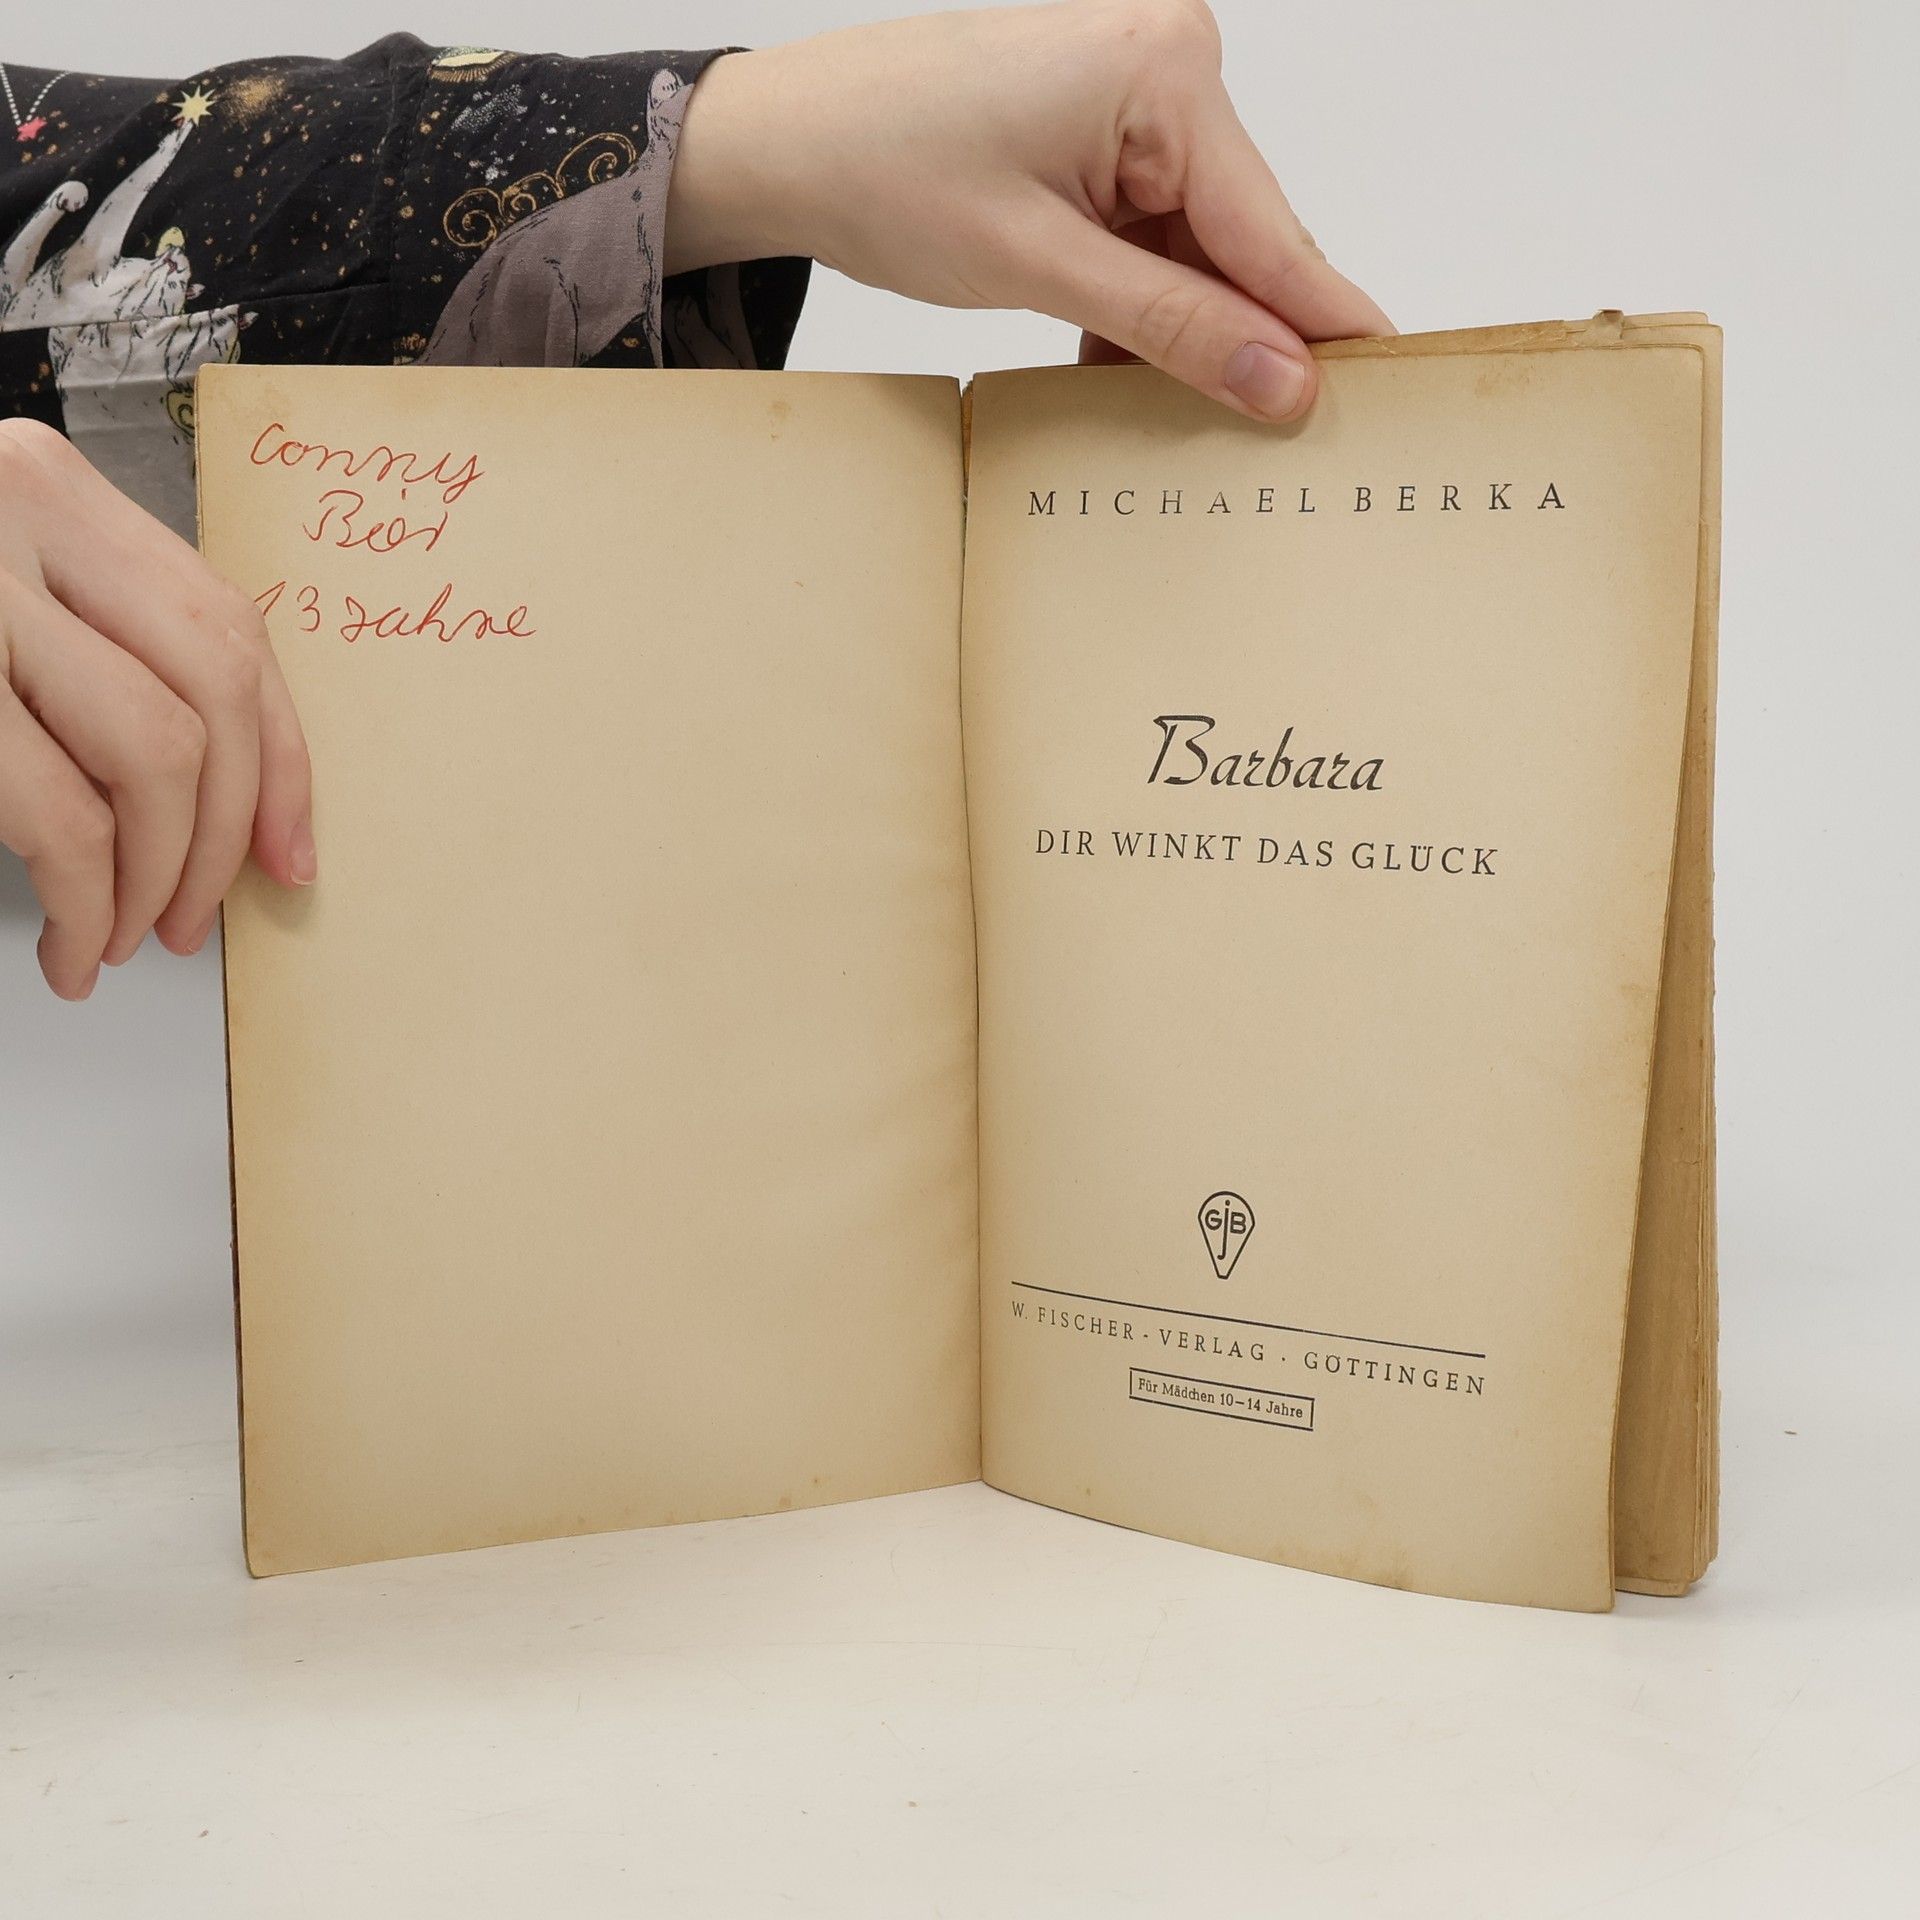 Conny
Bier
13 Jahre
MICHAEL BERKA
Barbara
DIR WINKT DAS GLÜCK
GjB
W. FISCHER-VERLAG · GÖTTINGEN
Für Mädchen 10–14 Jahre